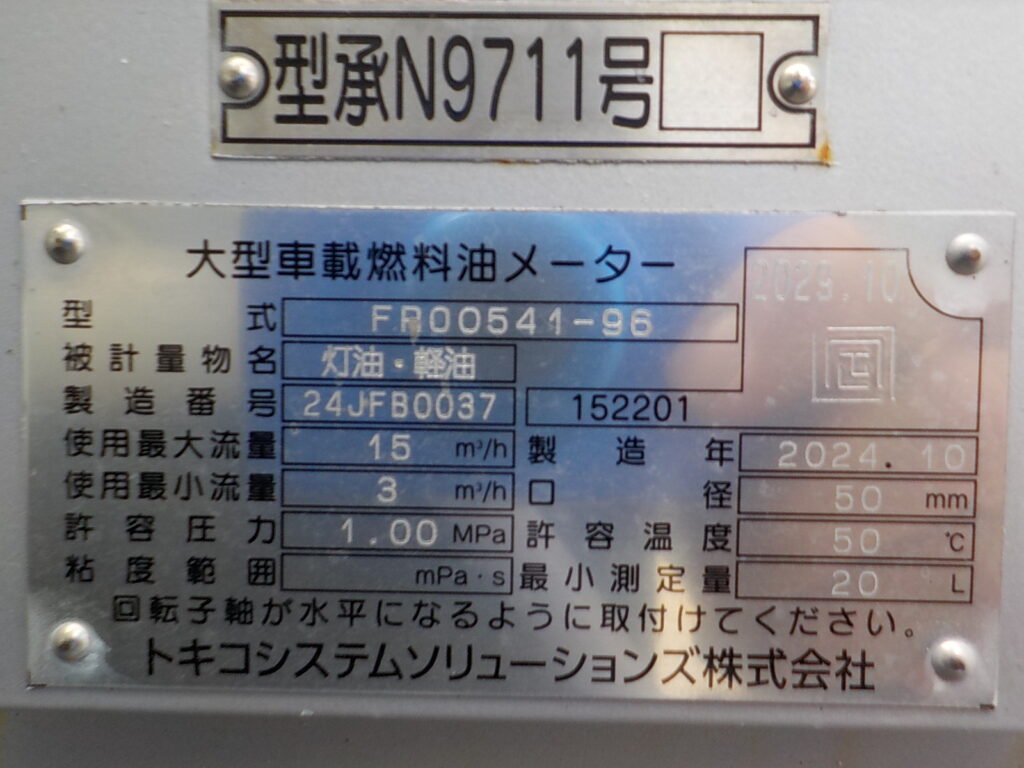 型承N9711号
大型車載燃料油メーター
型式 FR00541-96
被計量物名 灯油・軽油
製造番号 24JFB0037 152201
使用最大流量 15 m³/h 製造年 2024.10
使用最小流量 3 m³/h 口径 50 mm
許容圧力 1.00 MPa 許容温度 50 ℃
粘度範囲 mPa・s 最小測定量 20 L
回転子軸が水平になるように取付けてください。
トキコシステムソリューションズ株式会社